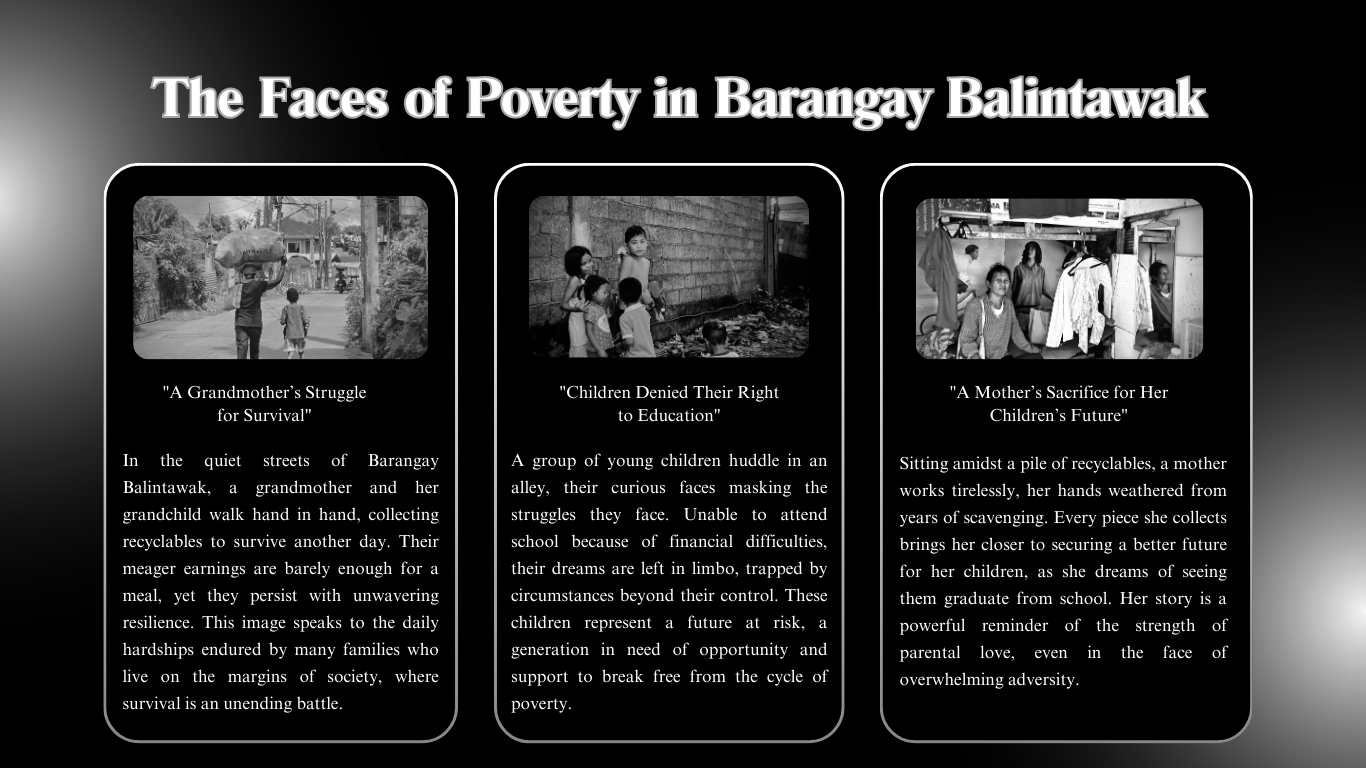 The Faces of Poverty in Barangay Balintawak
"A Grandmother’s Struggle
for Survival"
In the quiet streets of Barangay
Balintawak, a grandmother and her
grandchild walk hand in hand, collecting
recyclables to survive another day. Their
meager earnings are barely enough for a
meal, yet they persist with unwavering
resilience. This image speaks to the daily
hardships endured by many families who
live on the margins of society, where
survival is an unending battle.
"Children Denied Their Right
to Education"
A group of young children huddle in an
alley, their curious faces masking the
struggles they face. Unable to attend
school because of financial difficulties,
their dreams are left in limbo, trapped by
circumstances beyond their control. These
children represent a future at risk, a
generation in need of opportunity and
support to break free from the cycle of
poverty.
"A Mother’s Sacrifice for Her
Children’s Future"
Sitting amidst a pile of recyclables, a mother
works tirelessly, her hands weathered from
years of scavenging. Every piece she collects
brings her closer to securing a better future
for her children, as she dreams of seeing
them graduate from school. Her story is a
powerful reminder of the strength of
parental love, even in the face of
overwhelming adversity.